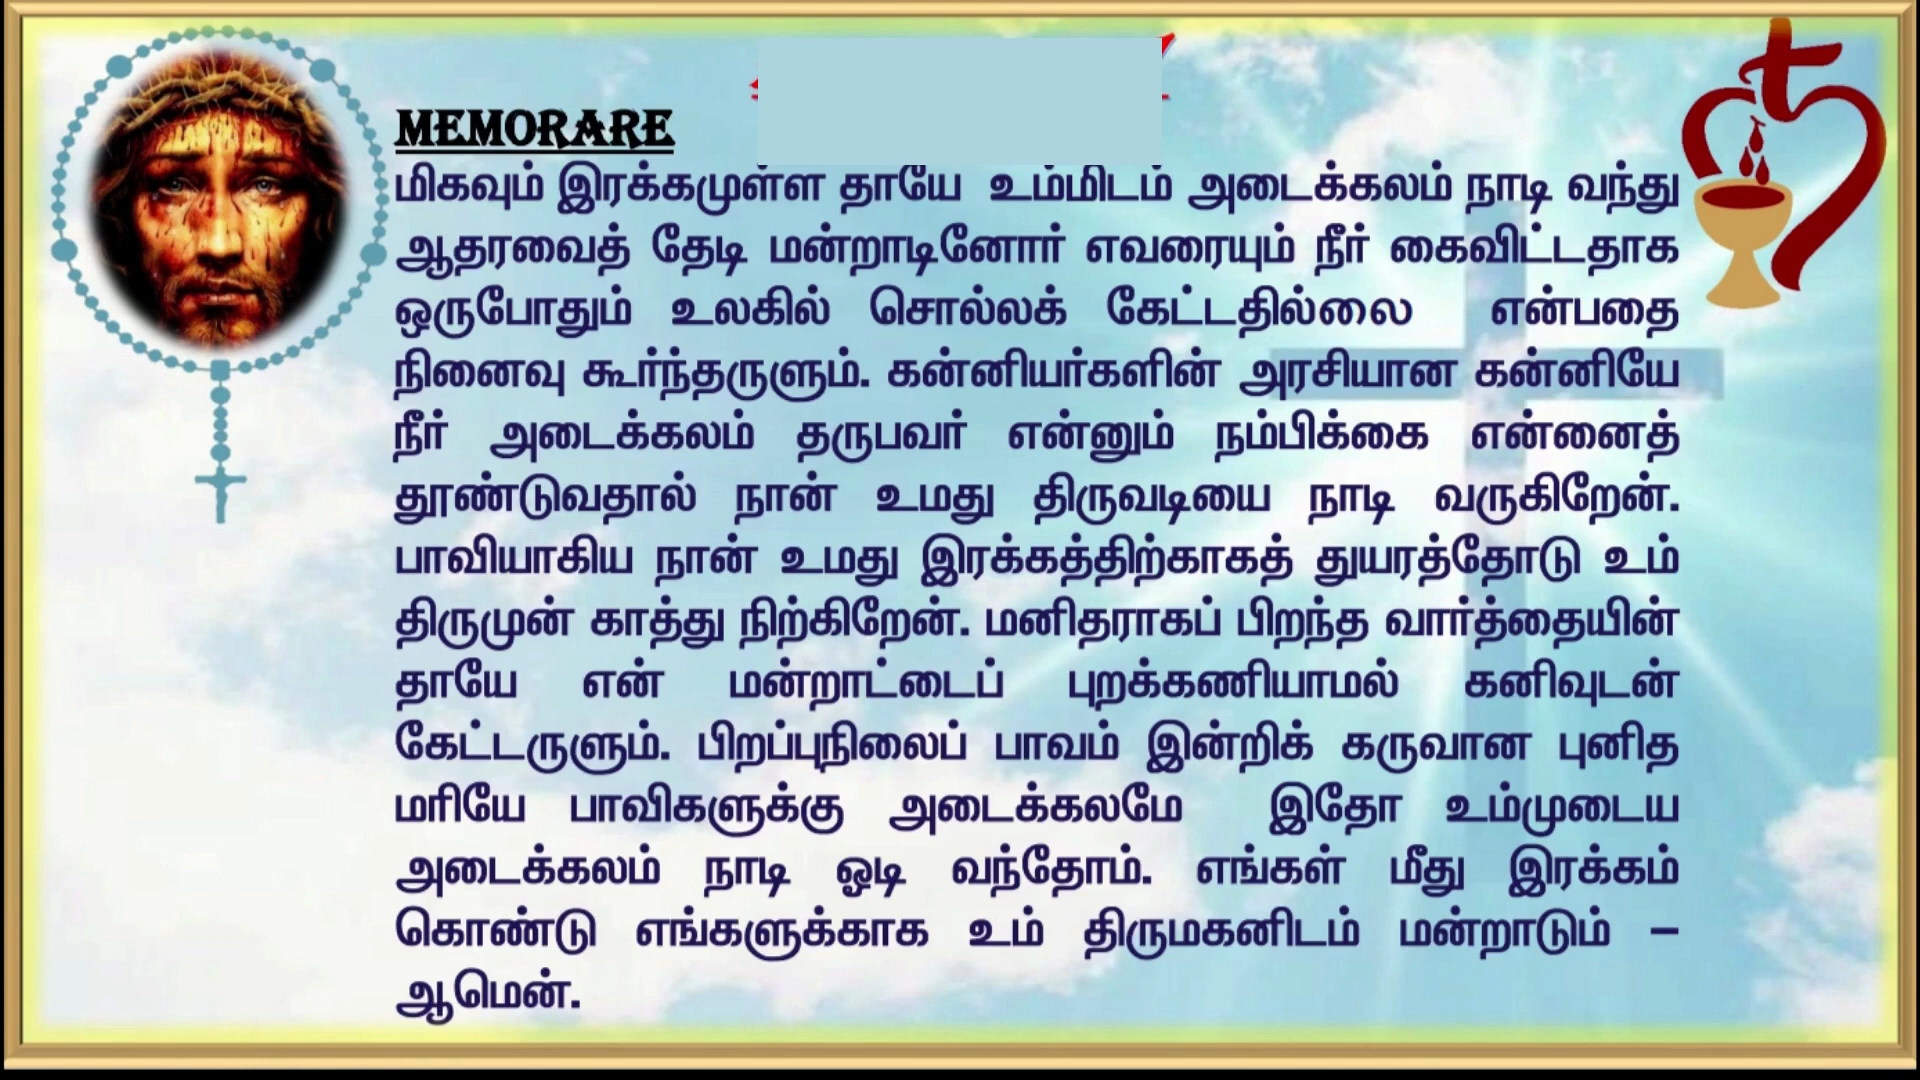 MEMORARE
மிகவும் இரக்கமுள்ள தாயே உம்மிடம் அடைக்கலம் நாடி வந்து
ஆதரவைத் தேடி மன்றாடினோர் எவரையும் நீர் கைவிட்டதாக
ஒருபோதும் உலகில் சொல்லக் கேட்டதில்லை என்பதை
நினைவு கூர்ந்தருளும். கன்னியர்களின் அரசியான கன்னியே
நீர் அடைக்கலம் தருபவர் என்னும் நம்பிக்கை என்னைத்
தூண்டுவதால் நான் உமது திருவடியை நாடி வருகிறேன்.
பாவியாகிய நான் உமது இரக்கத்திற்காகத் துயரத்தோடு உம்
திருமுன் காத்து நிற்கிறேன். மனிதராகப் பிறந்த வார்த்தையின்
தாயே என் மன்றாட்டைப் புறக்கணியாமல் கனிவுடன்
கேட்டருளும். பிறப்புநிலைப் பாவம் இன்றிக் கருவான புனித
மரியே பாவிகளுக்கு அடைக்கலமே இதோ உம்முடைய
அடைக்கலம் நாடி ஓடி வந்தோம். எங்கள் மீது இரக்கம்
கொண்டு எங்களுக்காக உம் திருமகனிடம் மன்றாடும் –
ஆமென்.